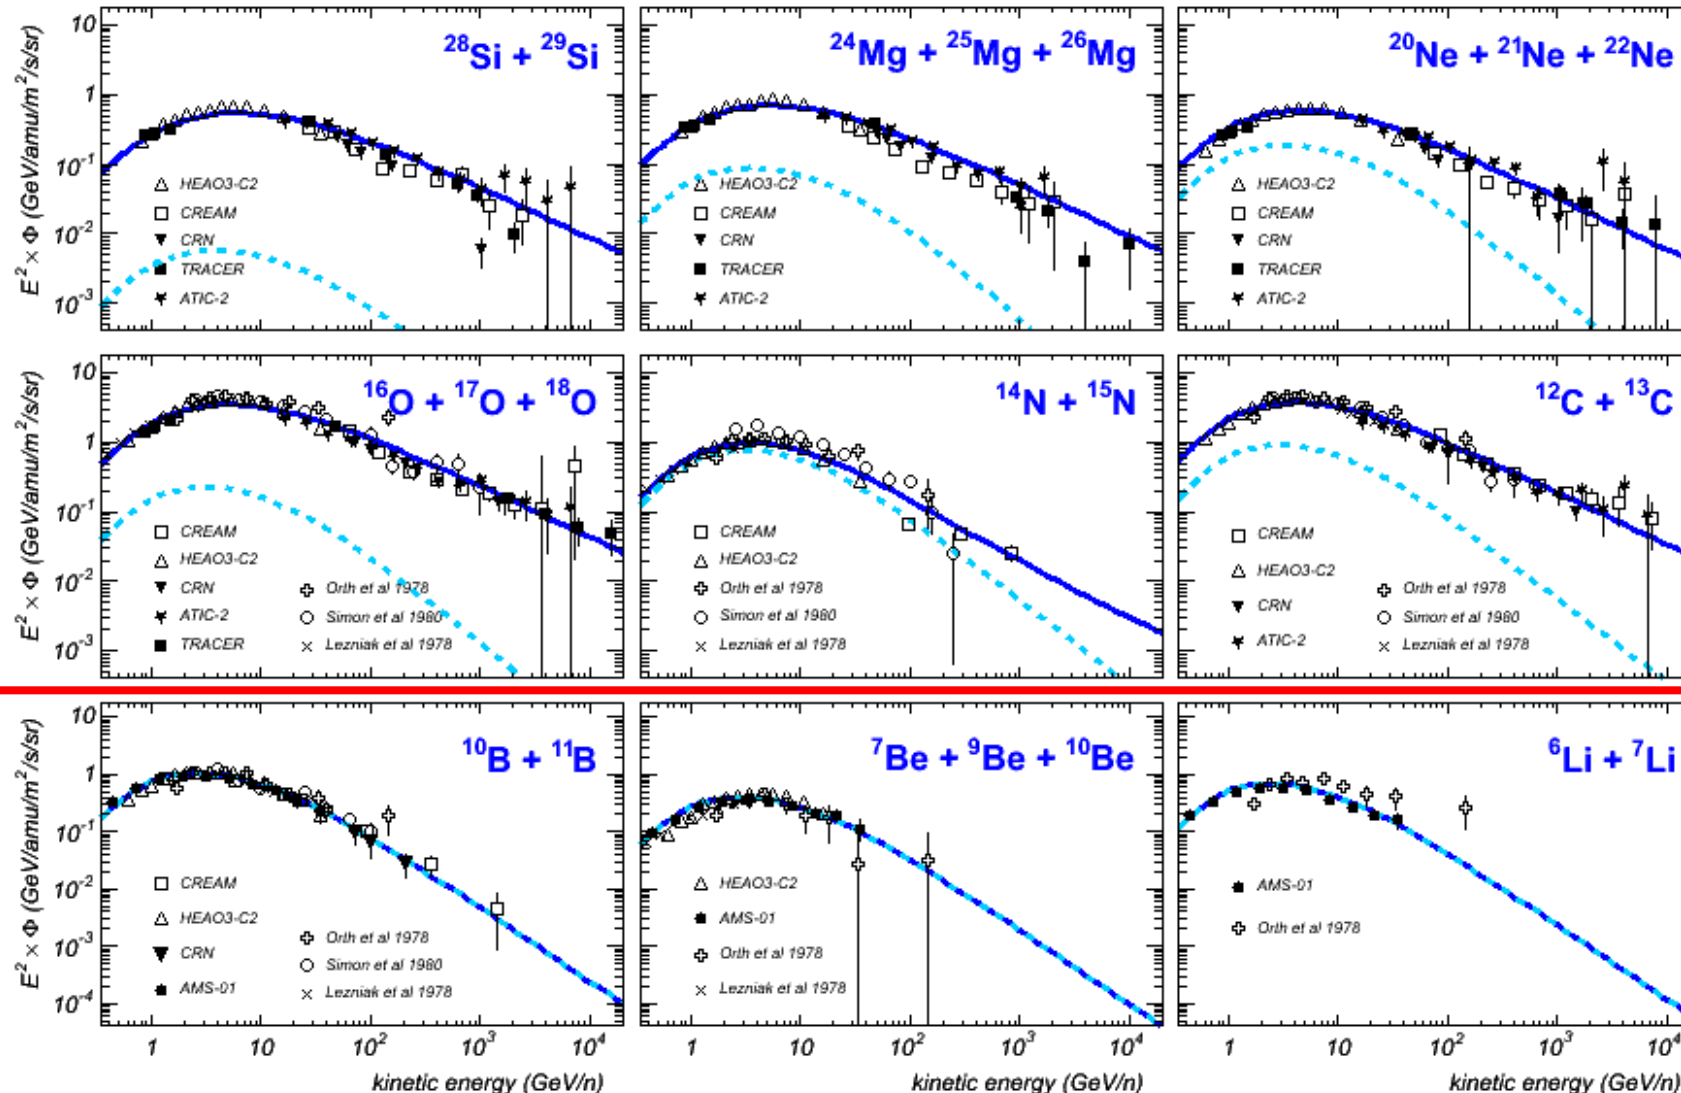 E² × Φ (GeV/amu/m²/s/sr)
10
1
10⁻¹
10⁻²
10⁻³
²⁸Si + ²⁹Si
HEAO3-C2
CREAM
CRN
TRACER
ATIC-2
²⁴Mg + ²⁵Mg + ²⁶Mg
HEAO3-C2
CREAM
CRN
TRACER
ATIC-2
²⁰Ne + ²¹Ne + ²²Ne
HEAO3-C2
CREAM
CRN
TRACER
ATIC-2
E² × Φ (GeV/amu/m²/s/sr)
10
1
10⁻¹
10⁻²
10⁻³
¹⁶O + ¹⁷O + ¹⁸O
CREAM
HEAO3-C2
CRN
ATIC-2
TRACER
Orth et al 1978
Simon et al 1980
Lezniak et al 1978
¹⁴N + ¹⁵N
CREAM
HEAO3-C2
Orth et al 1978
Simon et al 1980
Lezniak et al 1978
¹²C + ¹³C
CREAM
HEAO3-C2
CRN
ATIC-2
Orth et al 1978
Simon et al 1980
Lezniak et al 1978
E² × Φ (GeV/amu/m²/s/sr)
10
1
10⁻¹
10⁻²
10⁻³
10⁻⁴
¹⁰B + ¹¹B
CREAM
HEAO3-C2
CRN
AMS-01
Orth et al 1978
Simon et al 1980
Lezniak et al 1978
⁷Be + ⁹Be + ¹⁰Be
HEAO3-C2
AMS-01
Orth et al 1978
Lezniak et al 1978
⁶Li + ⁷Li
AMS-01
Orth et al 1978
1 10 10² 10³ 10⁴
1 10 10² 10³ 10⁴
1 10 10² 10³ 10⁴
kinetic energy (GeV/n)
kinetic energy (GeV/n)
kinetic energy (GeV/n)